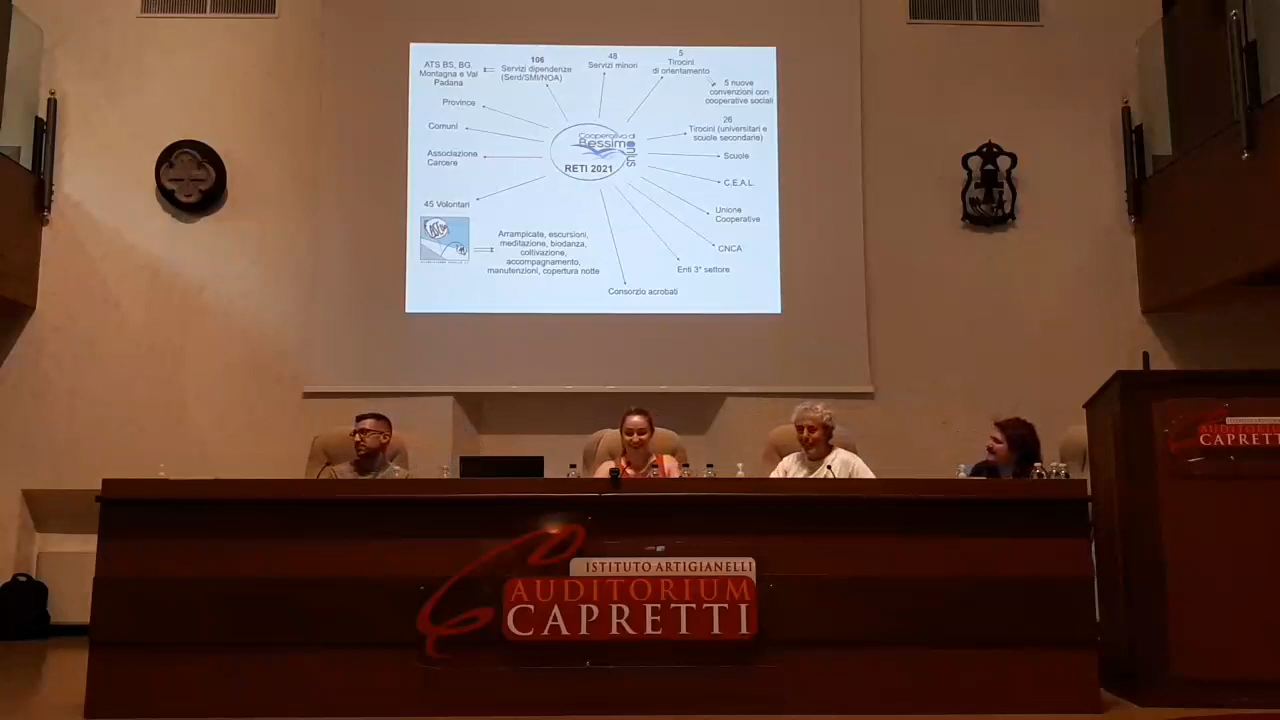 ATS BS, BG,
Montagna e Val
Padana
106
Servizi dipendenze
(Serd/SMI/NOA)
48
Servizi minori
5
Tirocini
di orientamento
5 nuove
convenzioni con
cooperative sociali
Province
Comuni
Associazione
Carcere
45 Volontari
Cooperativa di
Bessimo
onlus
RETI 2021
26
Tirocini (universitari e
scuole secondarie)
Scuole
C.E.A.L.
Unione
Cooperative
CNCA
Enti 3° settore
Consorzio acrobati
Arrampicate, escursioni,
meditazione, biodanza,
coltivazione,
accompagnamento,
manutenzioni, copertura notte
ISTITUTO ARTIGIANELLI
AUDITORIUM
CAPRETTI
AUDITORI
CAPRETT